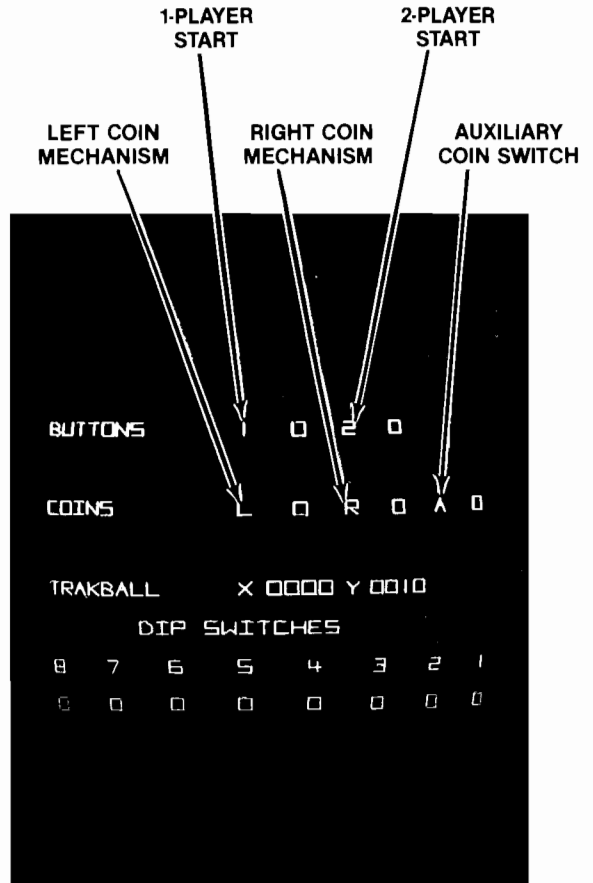 1-PLAYER START 2-PLAYER START
LEFT COIN MECHANISM RIGHT COIN MECHANISM AUXILIARY COIN SWITCH
BUTTONS 1 0 2 0
COINS L 0 R 0 A 0
TRAKBALL X 0000 Y 0010
DIP SWITCHES
8 7 6 5 4 3 2 1
0 0 0 0 0 0 0